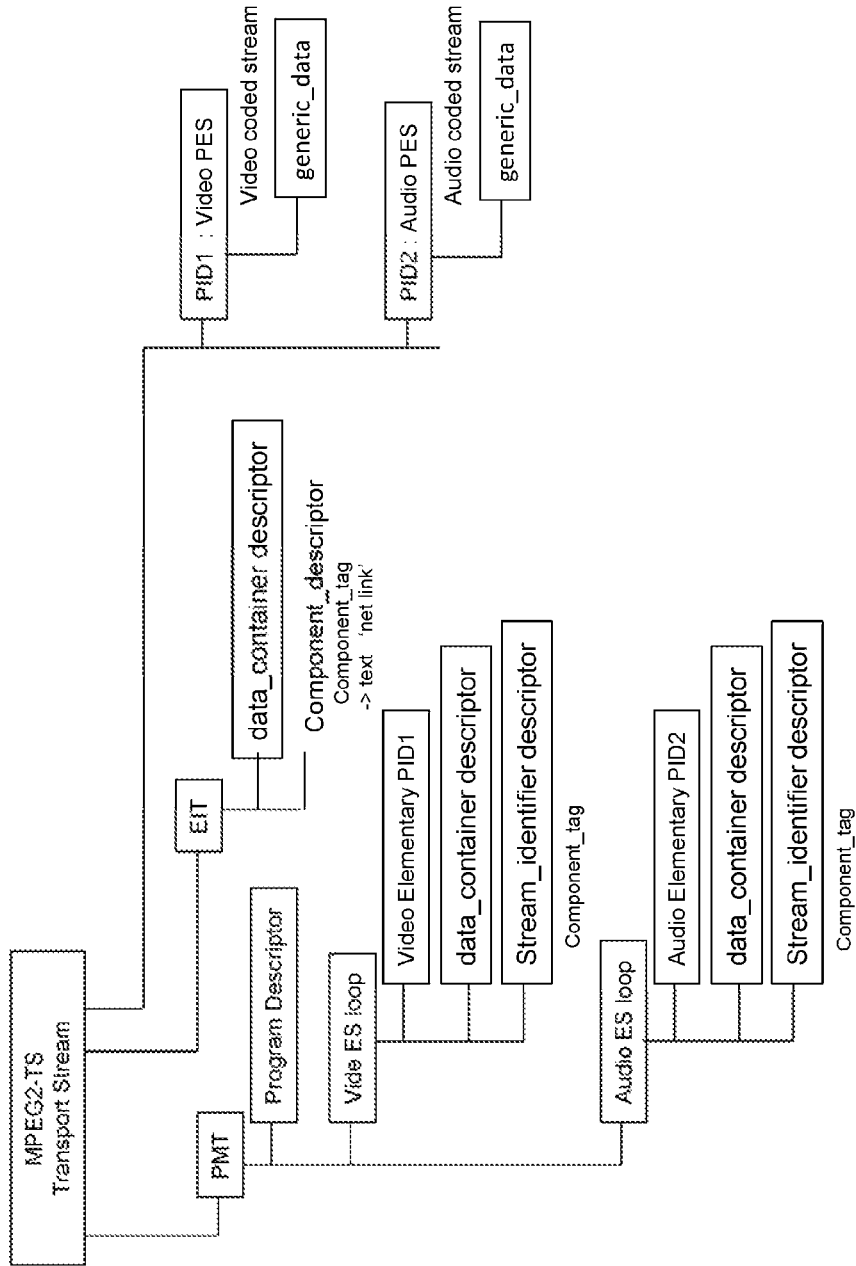 MPEG2-TS
Transport Stream
PMT
Program Descriptor
Vide ES loop
Video Elementary PID1
data_container descriptor
Stream_identifier descriptor
Component_tag
Audio ES loop
Audio Elementary PID2
data_container descriptor
Stream_identifier descriptor
Component_tag
EIT
data_container descriptor
Component_descriptor
Component_tag
-> text 'net link'
PID1 : Video PES
Video coded stream
generic_data
PID2 : Audio PES
Audio coded stream
generic_data